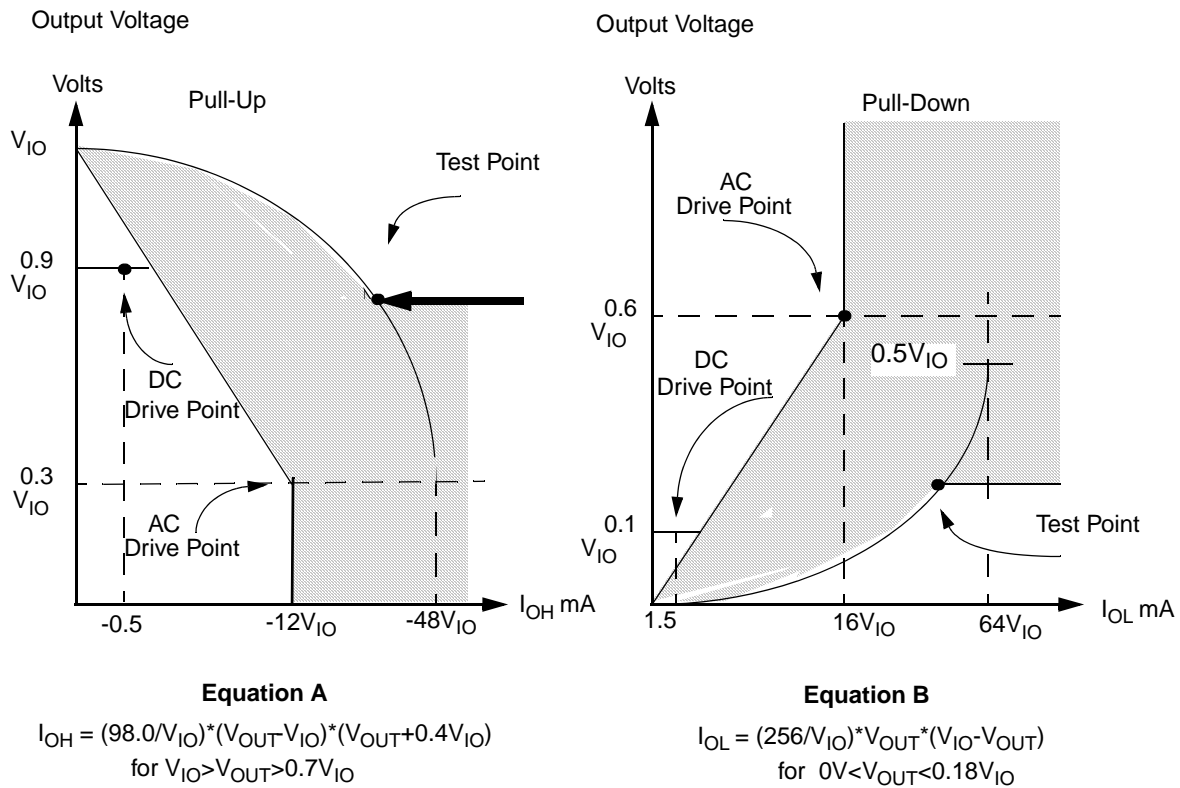 Output Voltage
Volts
Pull-Up
V_IO
Test Point
0.9
V_IO
DC
Drive Point
0.3
V_IO
AC
Drive Point
-0.5
-12V_IO
-48V_IO
I_OH mA
Equation A
I_OH = (98.0/V_IO)*(V_OUT-V_IO)*(V_OUT+0.4V_IO)
for V_IO>V_OUT>0.7V_IO
Output Voltage
Volts
Pull-Down
AC
Drive Point
0.6
V_IO
0.5V_IO
DC
Drive Point
0.1
V_IO
Test Point
1.5
16V_IO
64V_IO
I_OL mA
Equation B
I_OL = (256/V_IO)*V_OUT*(V_IO-V_OUT)
for 0V<V_OUT<0.18V_IO